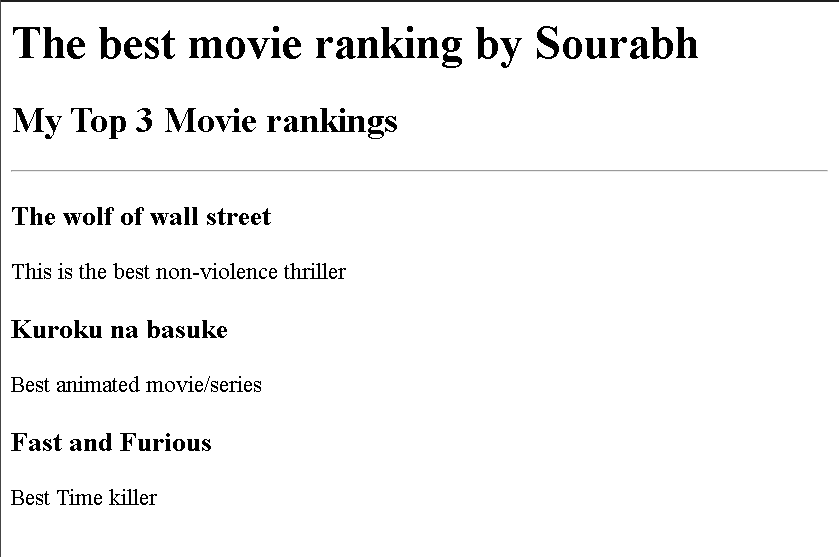 The best movie ranking by Sourabh
My Top 3 Movie rankings
The wolf of wall street
This is the best non-violence thriller
Kuroku na basuke
Best animated movie/series
Fast and Furious
Best Time killer